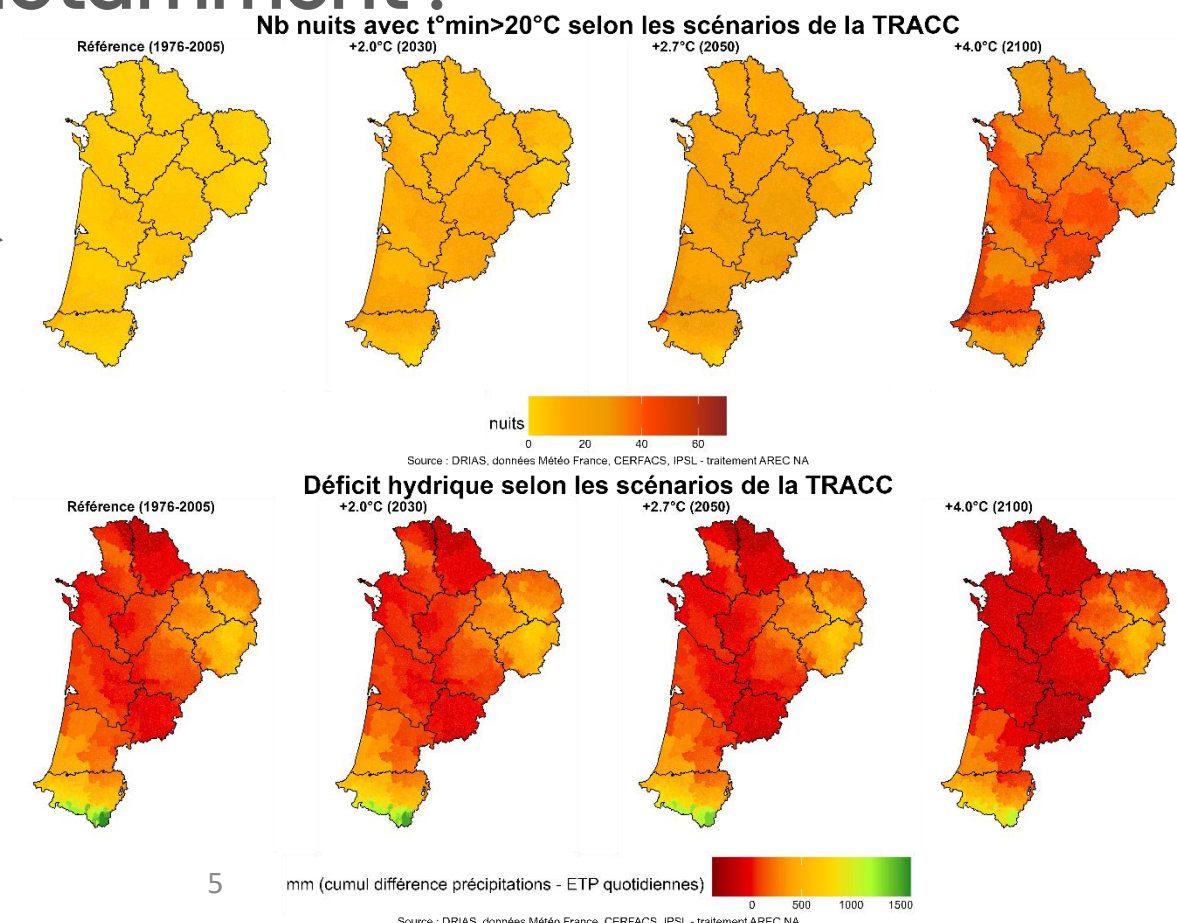 notamment :
Nb nuits avec t°min>20°C selon les scénarios de la TRACC
Référence (1976-2005) +2.0°C (2030) +2.7°C (2050) +4.0°C (2100)
nuits
0 20 40 60
Source : DRIAS, données Météo France, CERFACS, IPSL - traitement AREC NA
Déficit hydrique selon les scénarios de la TRACC
Référence (1976-2005) +2.0°C (2030) +2.7°C (2050) +4.0°C (2100)
5
mm (cumul différence précipitations - ETP quotidiennes)
0 500 1000 1500
Source : DRIAS, données Météo France, CERFACS, IPSL - traitement AREC NA